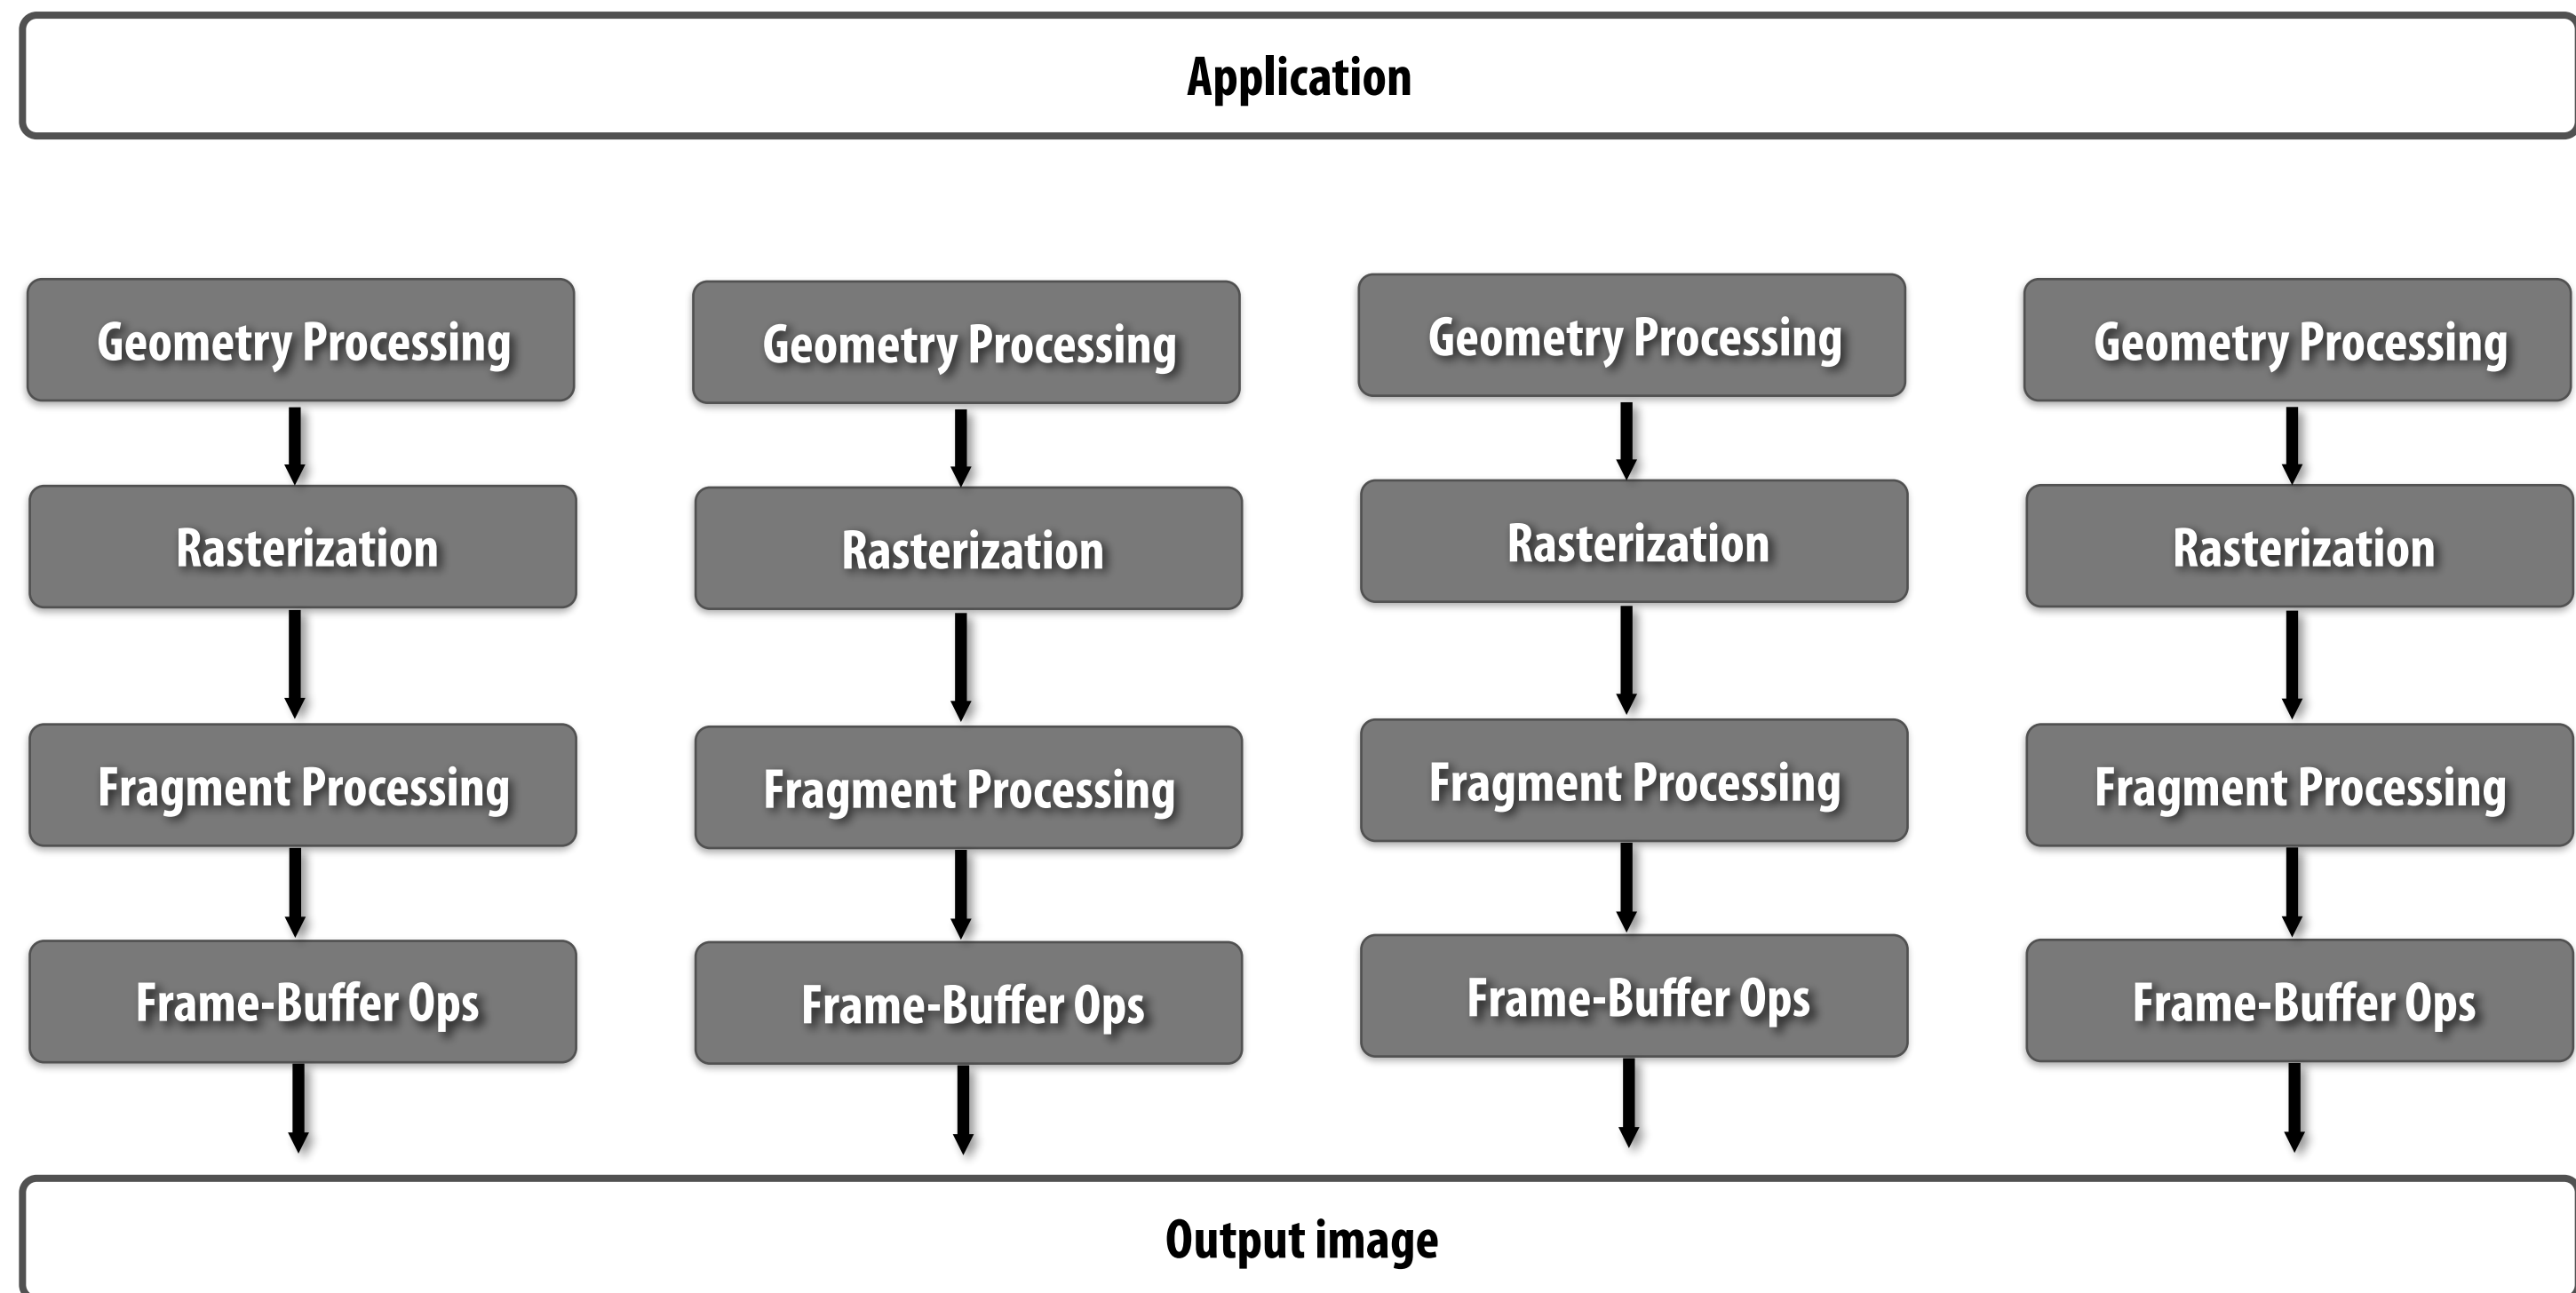 Application
Geometry Processing
Geometry Processing
Geometry Processing
Geometry Processing
Rasterization
Rasterization
Rasterization
Rasterization
Fragment Processing
Fragment Processing
Fragment Processing
Fragment Processing
Frame-Buffer Ops
Frame-Buffer Ops
Frame-Buffer Ops
Frame-Buffer Ops
Output image